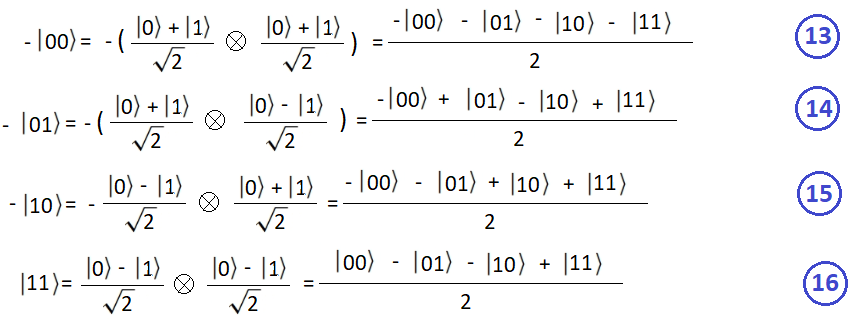 -|00⟩= -( |0⟩+|1⟩/√2 ⊗ |0⟩+|1⟩/√2 ) = -|00⟩ - |01⟩ - |10⟩ - |11⟩/2 13
- |01⟩=-( |0⟩+|1⟩/√2 ⊗ |0⟩-|1⟩/√2 ) = -|00⟩ + |01⟩ - |10⟩ + |11⟩/2 14
-|10⟩= - |0⟩-|1⟩/√2 ⊗ |0⟩+|1⟩/√2 = -|00⟩ - |01⟩ + |10⟩ + |11⟩/2 15
|11⟩= |0⟩-|1⟩/√2 ⊗ |0⟩-|1⟩/√2 = |00⟩ - |01⟩ - |10⟩ + |11⟩/2 16